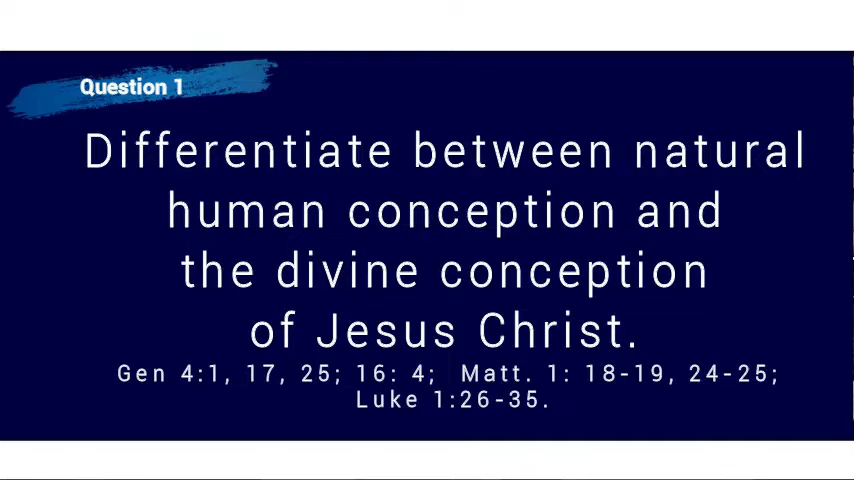 Question 1
Differentiate between natural
human conception and
the divine conception
of Jesus Christ.
Gen 4:1, 17, 25; 16: 4;  Matt. 1: 18-19, 24-25;
Luke 1:26-35.